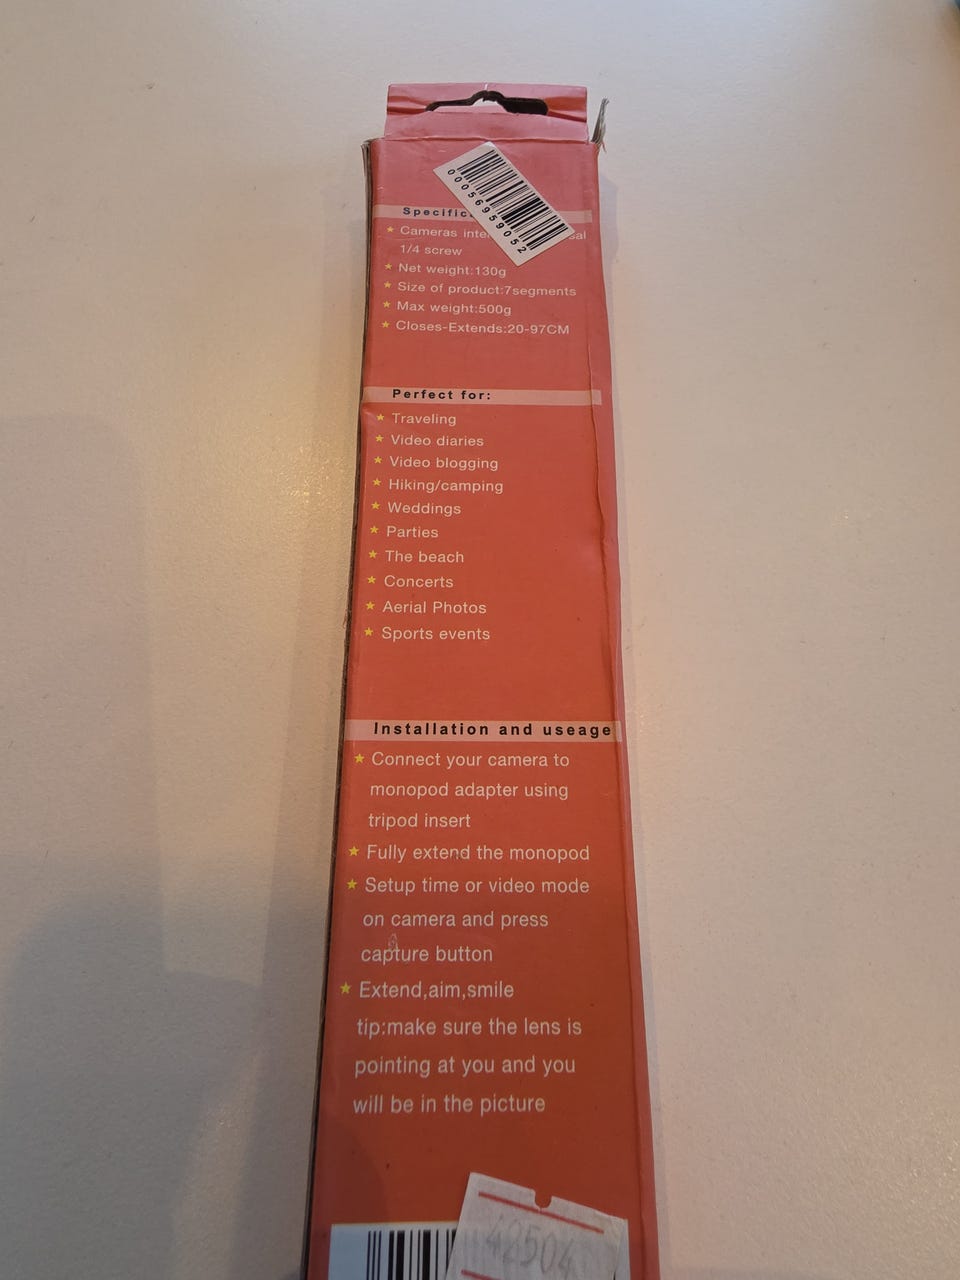 00056959052
Cameras
1/4 screw
Net weight:130g
Size of product:7segments
Max weight:500g
Closes-Extends:20-97CM
Perfect for:
Traveling
Video diaries
Video blogging
Hiking/camping
Weddings
Parties
The beach
Concerts
Aerial Photos
Sports events
Installation and useage
Connect your camera to
monopod adapter using
tripod insert
Fully extend the monopod
Setup time or video mode
on camera and press
capture button
Extend,aim,smile
tip:make sure the lens is
pointing at you and you
will be in the picture
42504